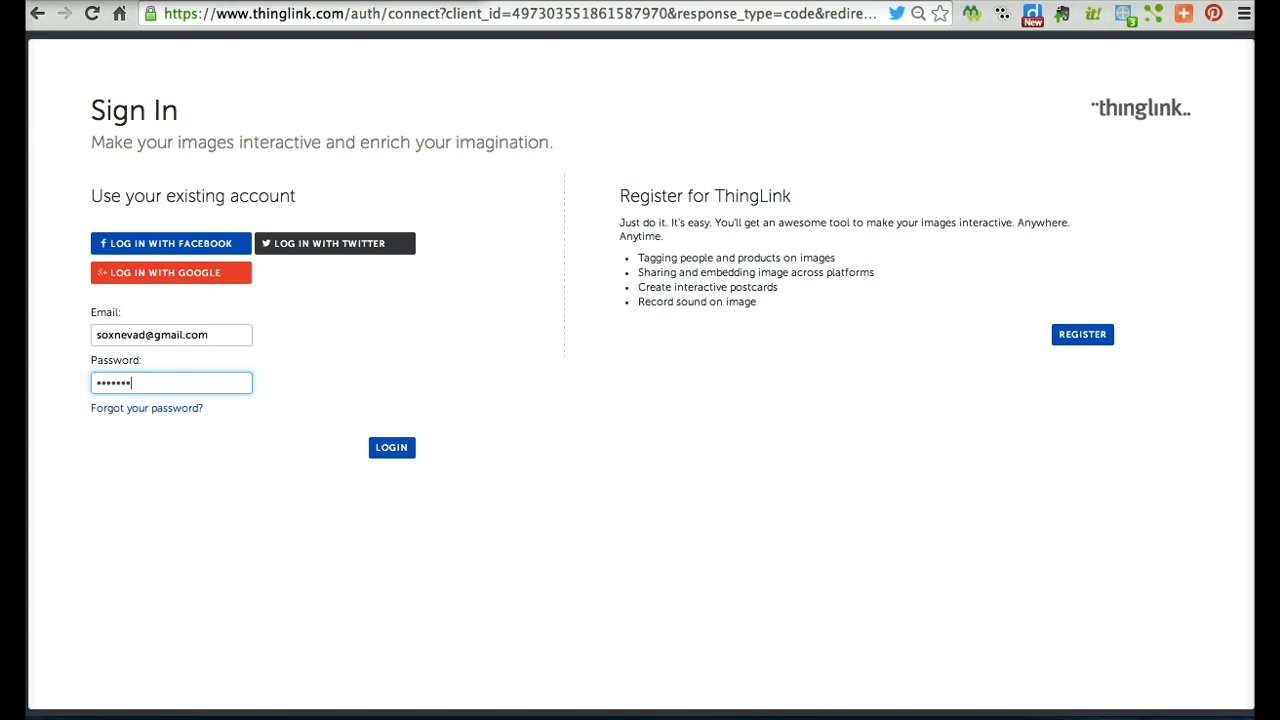 https://www.thinglink.com/auth/connect?client_id=497303551861587970&response_type=code&redire...
New
it!
3
Sign In
thinglink..
Make your images interactive and enrich your imagination.
Use your existing account
LOG IN WITH FACEBOOK
LOG IN WITH TWITTER
LOG IN WITH GOOGLE
Email:
soxnevad@gmail.com
Password:
•••••••
Forgot your password?
LOGIN
Register for ThingLink
Just do it. It's easy. You'll get an awesome tool to make your images interactive. Anywhere.
Anytime.
• Tagging people and products on images
• Sharing and embedding image across platforms
• Create interactive postcards
• Record sound on image
REGISTER